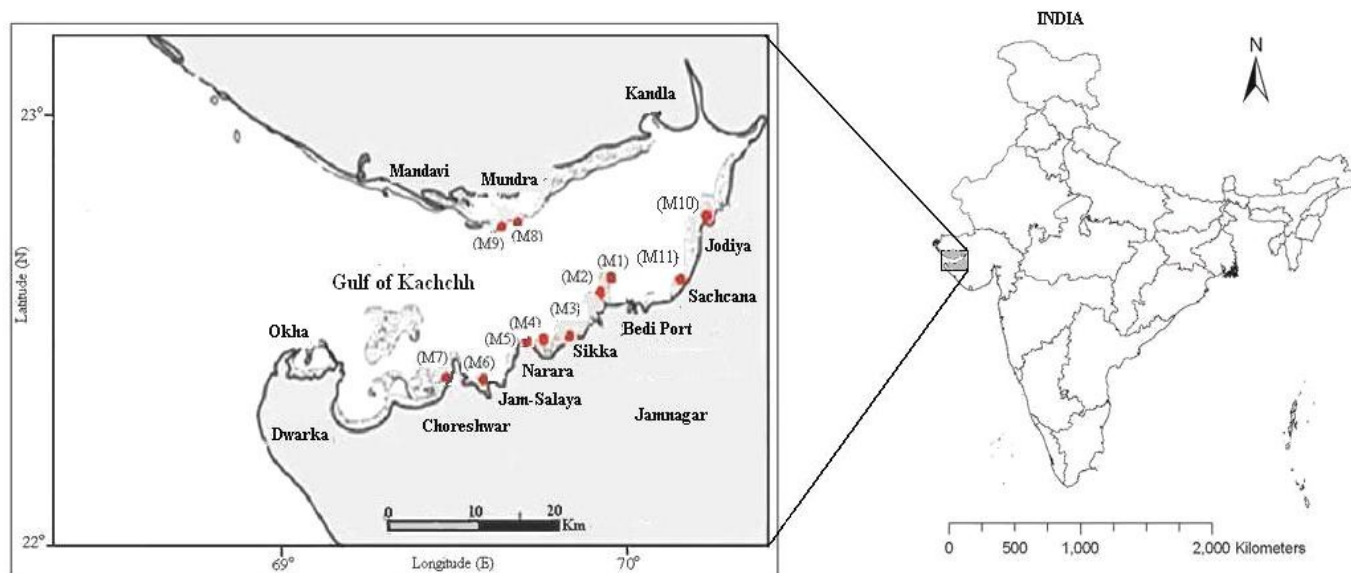 INDIA
N
Kandla
23°
Mandavi
Mundra
(M10)
(M9)
(M8)
Jodiya
Latitude (N)
Gulf of Kachchh
(M2)
(M1)
(M11)
Sachcana
Okha
(M5)
(M4)
(M3)
Bedi Port
Sikka
(M7)
(M6)
Narara
Jam-Salaya
Jamnagar
Choreshwar
Dwarka
0 10 20
Km
22°
69°
Longitude (E)
70°
0 500 1,000 2,000 Kilometers